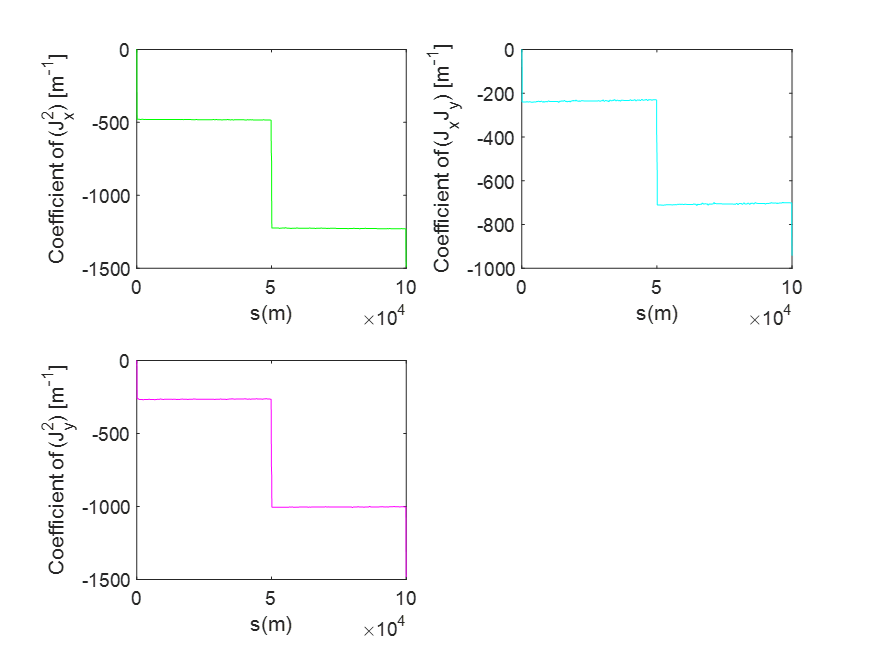 0
-500
-1000
-1500
Coefficient of (J_x^2) [m^-1]
0 5 10
s(m)
×10^4
0
-200
-400
-600
-800
-1000
Coefficient of (J_x J_y) [m^-1]
0 5 10
s(m)
×10^4
0
-500
-1000
-1500
Coefficient of (J_y^2) [m^-1]
0 5 10
s(m)
×10^4